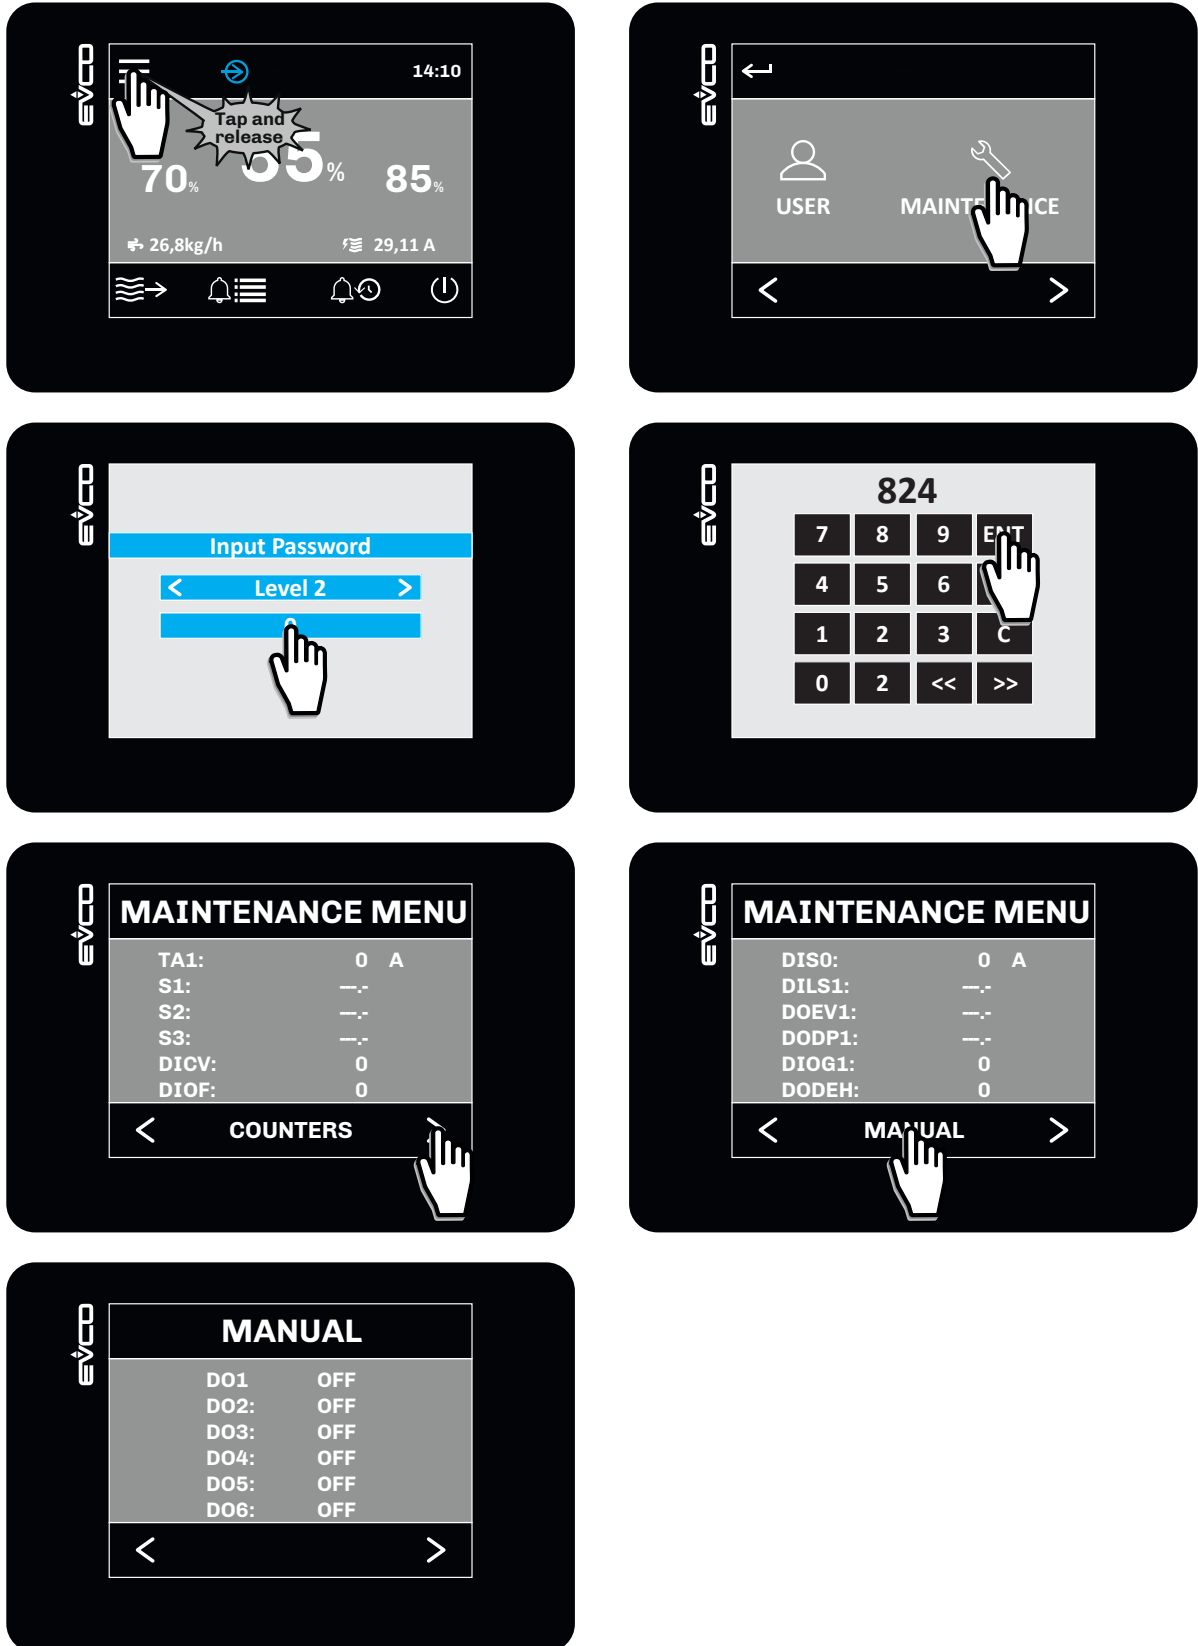 EVCO
14:10
Tap and
release
70%
%
85%
26,8kg/h
29,11 A
EVCO
USER
EVCO
Input Password
< Level 2 >
EVCO
824
7 8 9 ENT
4 5 6
1 2 3 C
0 2 << >>
EVCO
MAINTENANCE MENU
TA1: 0 A
S1: ---.-
S2: ---.-
S3: ---.-
DICV: 0
DIOF: 0
< COUNTERS >
EVCO
MAINTENANCE MENU
DIS0: 0 A
DILS1: ---.-
DOEV1: ---.-
DODP1: ---.-
DIOG1: 0
DODEH: 0
< MANUAL >
EVCO
MANUAL
DO1 OFF
DO2: OFF
DO3: OFF
DO4: OFF
DO5: OFF
DO6: OFF
< >